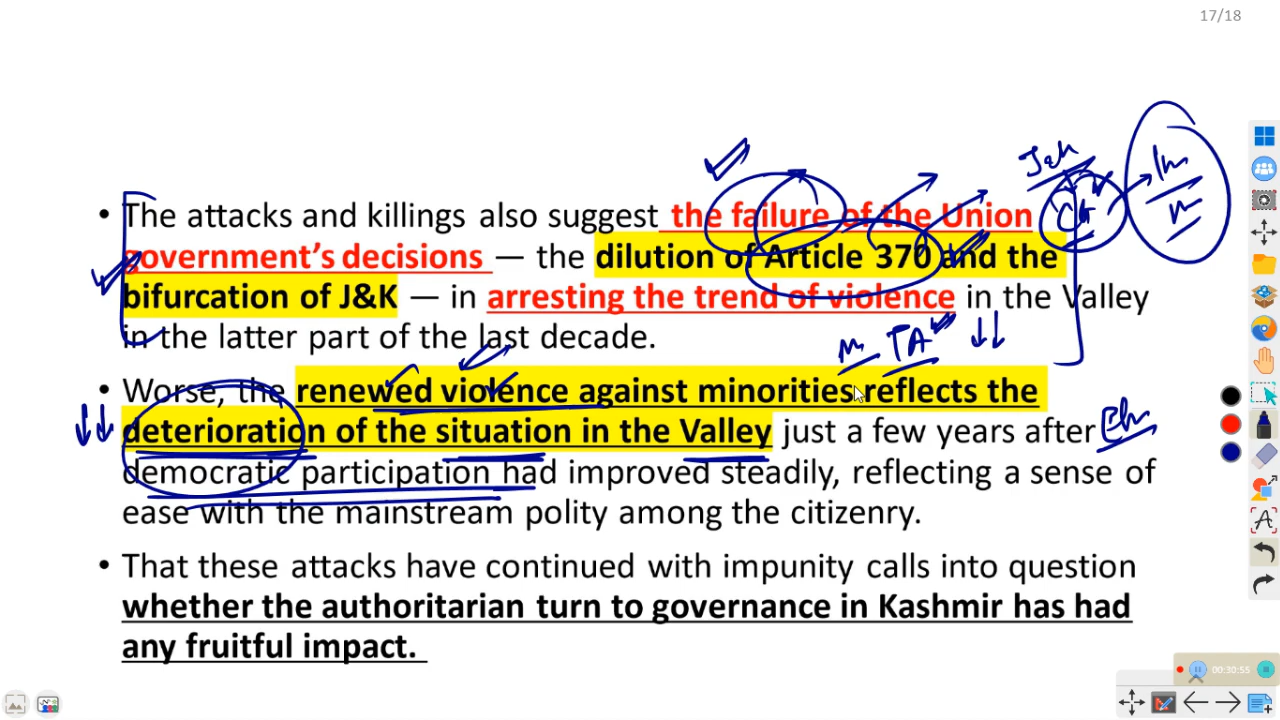 17/18
• The attacks and killings also suggest the failure of the Union
government’s decisions — the dilution of Article 370 and the
bifurcation of J&K — in arresting the trend of violence in the Valley
in the latter part of the last decade.
• Worse, the renewed violence against minorities reflects the
deterioration of the situation in the Valley just a few years after
democratic participation had improved steadily, reflecting a sense of
ease with the mainstream polity among the citizenry.
• That these attacks have continued with impunity calls into question
whether the authoritarian turn to governance in Kashmir has had
any fruitful impact.
J&K
CG
TA
00:30:55